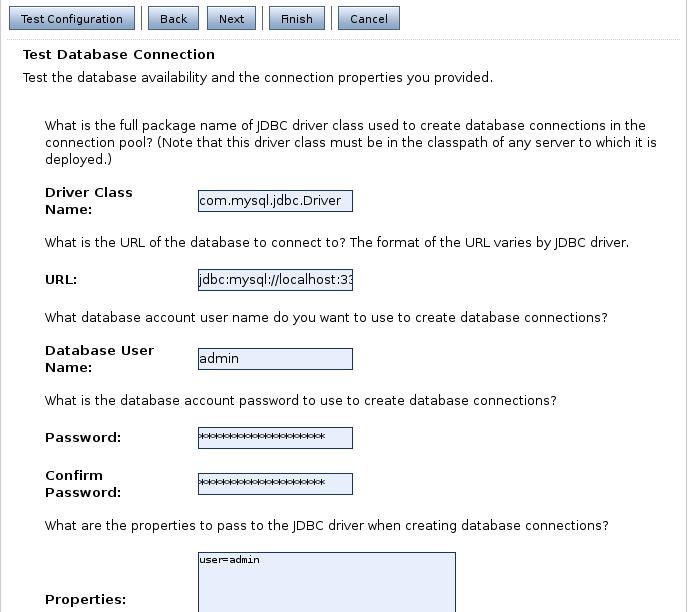 Test Configuration Back Next Finish Cancel
Test Database Connection
Test the database availability and the connection properties you provided.
What is the full package name of JDBC driver class used to create database connections in the
connection pool? (Note that this driver class must be in the classpath of any server to which it is
deployed.)
Driver Class
Name:
com.mysql.jdbc.Driver
What is the URL of the database to connect to? The format of the URL varies by JDBC driver.
URL:
jdbc:mysql://localhost:33
What database account user name do you want to use to create database connections?
Database User
Name:
admin
What is the database account password to use to create database connections?
Password:
Confirm
Password:
What are the properties to pass to the JDBC driver when creating database connections?
Properties:
user=admin